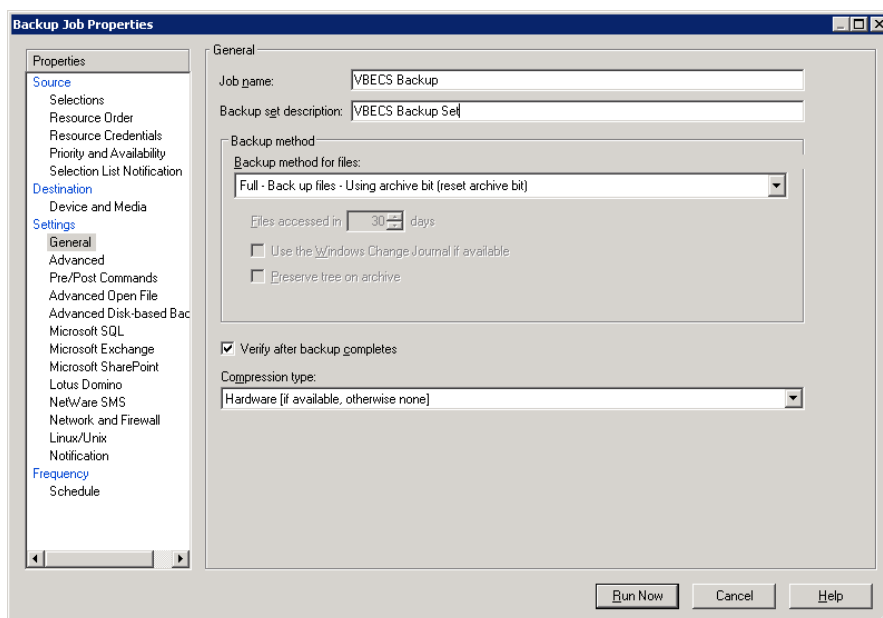 Backup Job Properties
Properties
Source
Selections
Resource Order
Resource Credentials
Priority and Availability
Selection List Notification
Destination
Device and Media
Settings
General
Advanced
Pre/Post Commands
Advanced Open File
Advanced Disk-based Bac
Microsoft SQL
Microsoft Exchange
Microsoft SharePoint
Lotus Domino
NetWare SMS
Network and Firewall
Linux/Unix
Notification
Frequency
Schedule
General
Job name: VBECS Backup
Backup set description: VBECS Backup Set
Backup method
Backup method for files:
Full - Back up files - Using archive bit (reset archive bit)
Files accessed in 30 days
Use the Windows Change Journal if available
Preserve tree on archive
Verify after backup completes
Compression type:
Hardware [if available, otherwise none]
Run Now Cancel Help